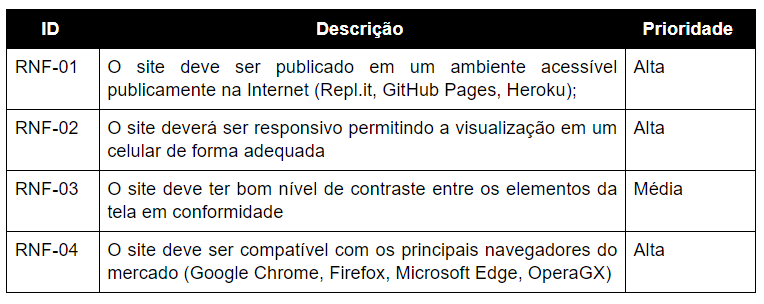 ID Descrição Prioridade
RNF-01 O site deve ser publicado em um ambiente acessível Alta
publicamente na Internet (Repl.it, GitHub Pages, Heroku);
RNF-02 O site deverá ser responsivo permitindo a visualização em um Alta
celular de forma adequada
RNF-03 O site deve ter bom nível de contraste entre os elementos da Média
tela em conformidade
RNF-04 O site deve ser compatível com os principais navegadores do Alta
mercado (Google Chrome, Firefox, Microsoft Edge, OperaGX)